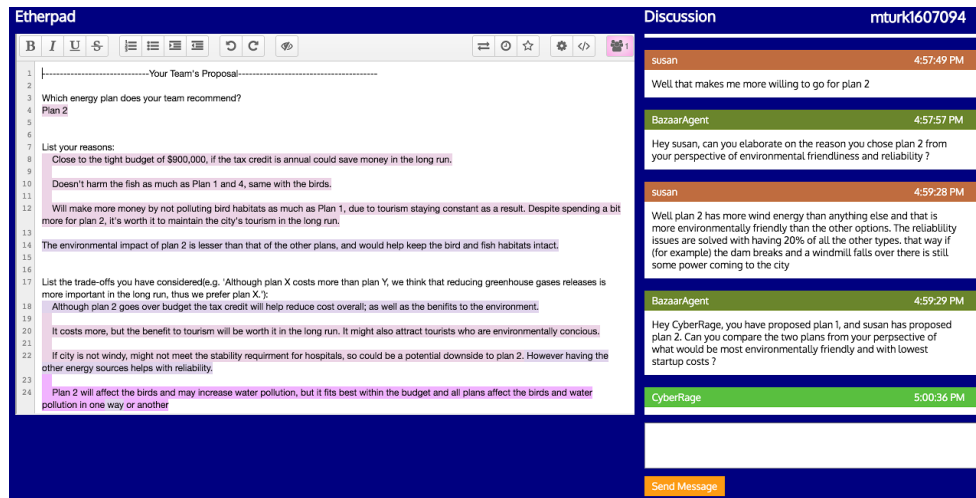 Etherpad
Discussion
mturk1607094
B I U S
1
1 |----------------------------Your Team's Proposal-------------------------------------
2
3 Which energy plan does your team recommend?
4 Plan 2
5
6
7 List your reasons:
8 Close to the tight budget of $900,000, if the tax credit is annual could save money in the long run.
9
10 Doesn't harm the fish as much as Plan 1 and 4, same with the birds.
11
12 Will make more money by not polluting bird habitats as much as Plan 1, due to tourism staying constant as a result. Despite spending a bit
more for plan 2, it's worth it to maintain the city's tourism in the long run.
13
14 The environmental impact of plan 2 is lesser than that of the other plans, and would help keep the bird and fish habitats intact.
15
16
17 List the trade-offs you have considered(e.g. 'Although plan X costs more than plan Y, we think that reducing greenhouse gases releases is
more important in the long run, thus we prefer plan X.'):
18 Although plan 2 goes over budget the tax credit will help reduce cost overall; as well as the benifits to the environment.
19
20 It costs more, but the benefit to tourism will be worth it in the long run. It might also attract tourists who are environmentally concious.
21
22 If city is not windy, might not meet the stability requirment for hospitals, so could be a potential downside to plan 2. However having the
other energy sources helps with reliability.
23
24 Plan 2 will affect the birds and may increase water pollution, but it fits best within the budget and all plans affect the birds and water
pollution in one way or another
susan 4:57:49 PM
Well that makes me more willing to go for plan 2
BazaarAgent 4:57:57 PM
Hey susan, can you elaborate on the reason you chose plan 2 from
your perspective of environmental friendliness and reliability ?
susan 4:59:28 PM
Well plan 2 has more wind energy than anything else and that is
more environmentally friendly than the other options. The reliablility
issues are solved with having 20% of all the other types. that way if
(for example) the dam breaks and a windmill falls over there is still
some power coming to the city
BazaarAgent 4:59:29 PM
Hey CyberRage, you have proposed plan 1, and susan has proposed
plan 2. Can you compare the two plans from your perpsective of
what would be most environmentally friendly and with lowest
startup costs ?
CyberRage 5:00:36 PM
Send Message